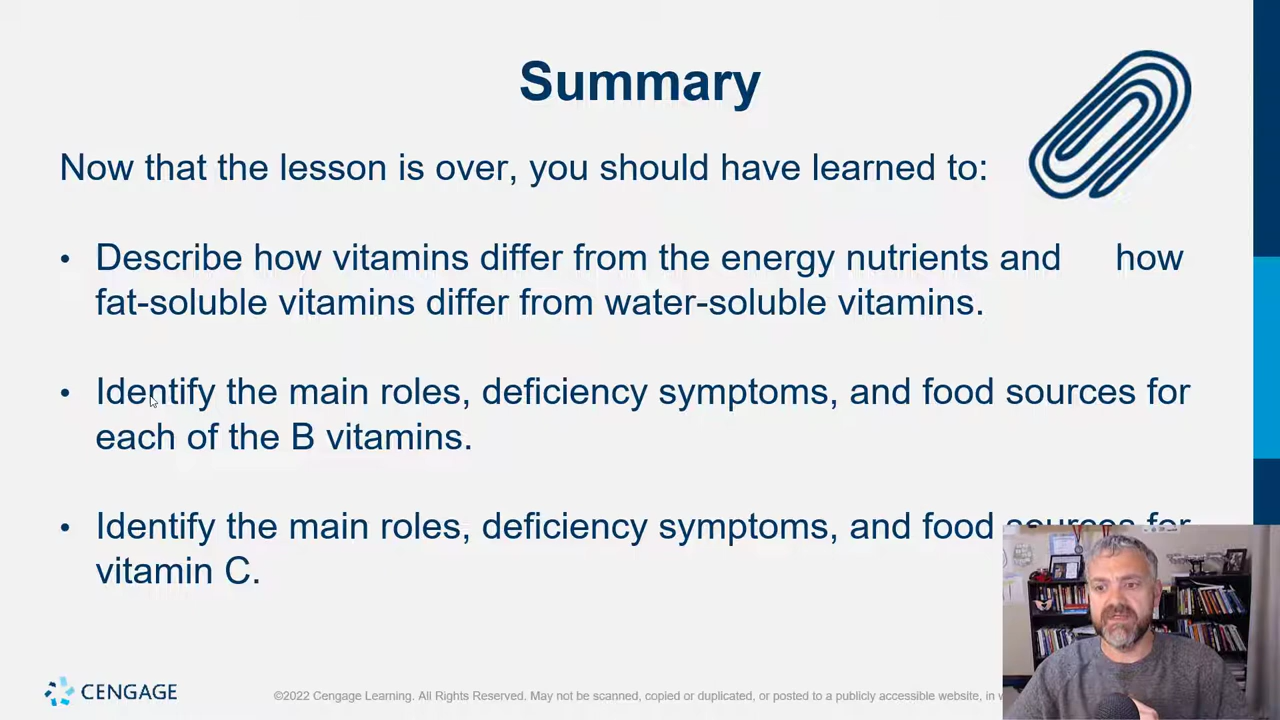 Summary
Now that the lesson is over, you should have learned to:
• Describe how vitamins differ from the energy nutrients and how
fat-soluble vitamins differ from water-soluble vitamins.
• Identify the main roles, deficiency symptoms, and food sources for
each of the B vitamins.
• Identify the main roles, deficiency symptoms, and food sources for
vitamin C.
CENGAGE
©2022 Cengage Learning. All Rights Reserved. May not be scanned, copied or duplicated, or posted to a publicly accessible website, in